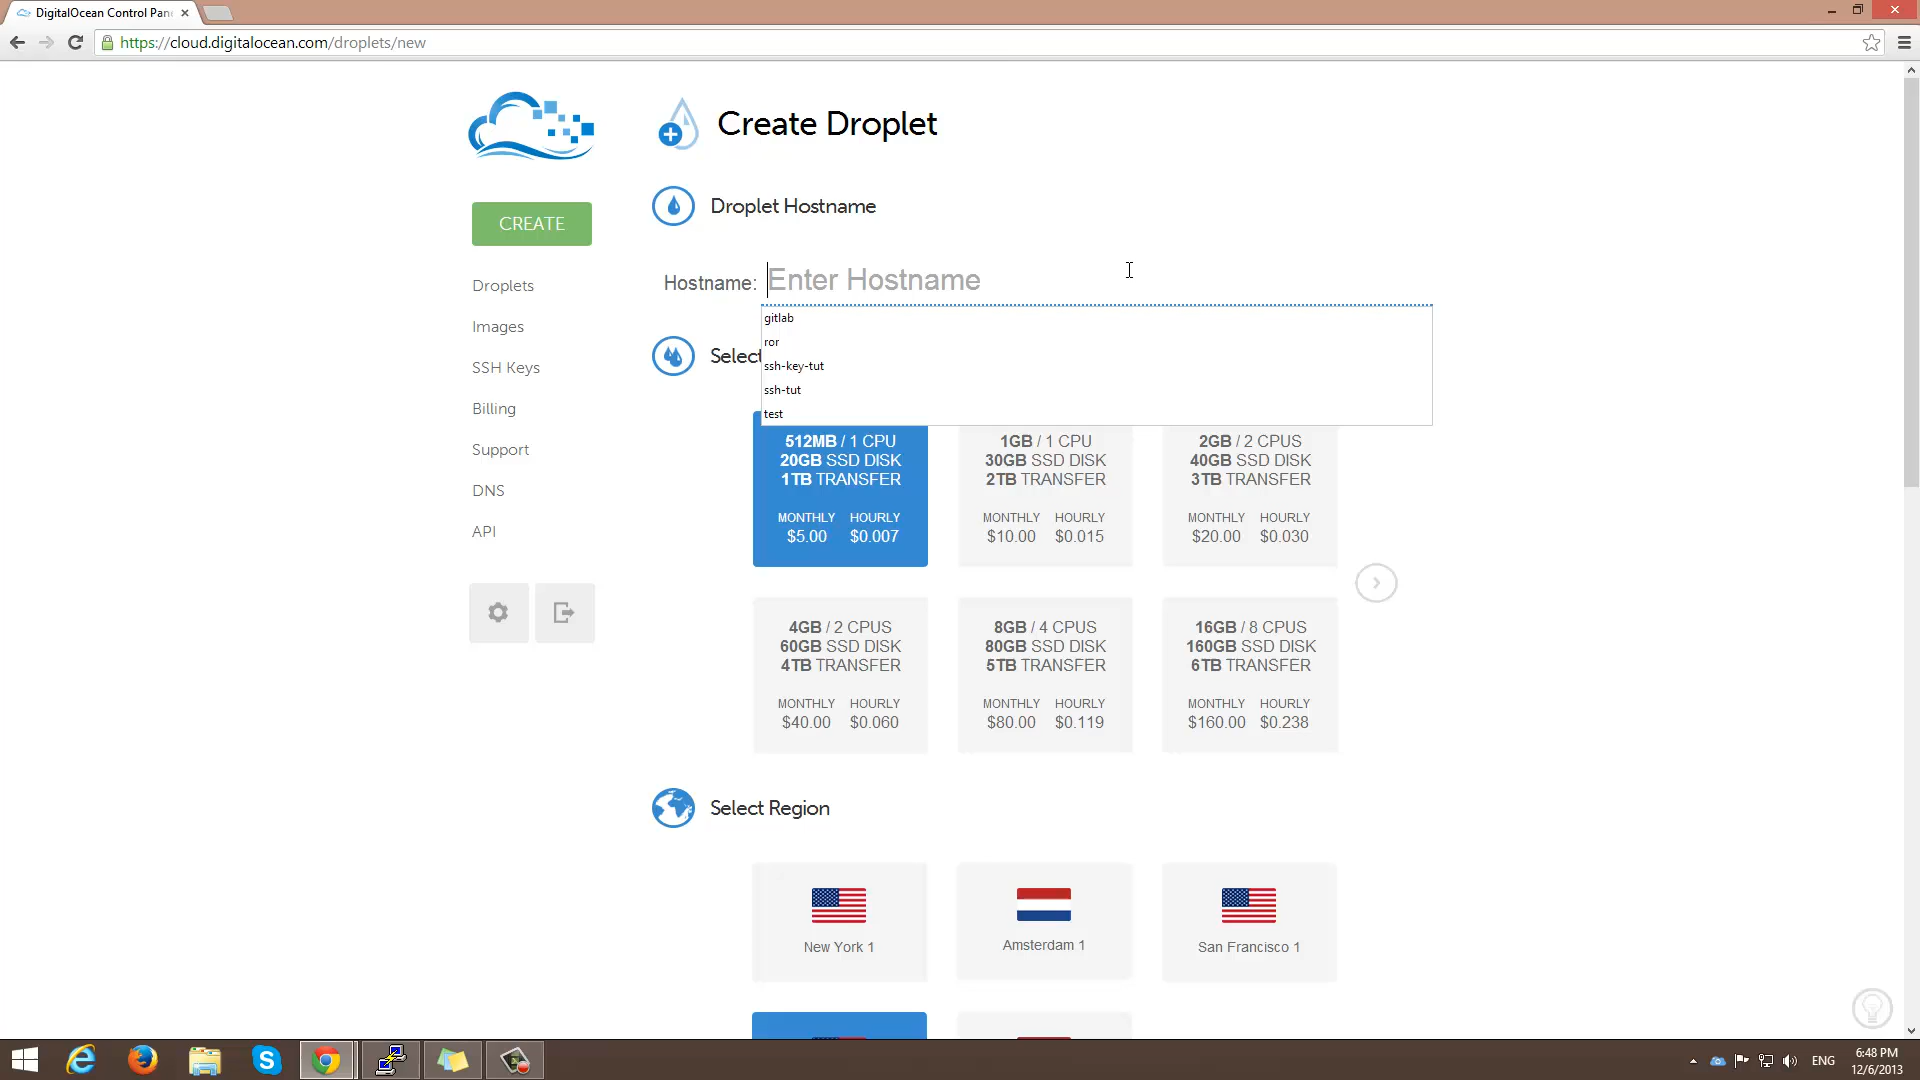 DigitalOcean Control Pan
https://cloud.digitalocean.com/droplets/new
Create Droplet
CREATE
Droplets
Images
SSH Keys
Billing
Support
DNS
API
Droplet Hostname
Hostname: Enter Hostname
gitlab
ror
ssh-key-tut
ssh-tut
test
Select
512MB / 1 CPU
20GB SSD DISK
1TB TRANSFER
MONTHLY HOURLY
$5.00 $0.007
1GB / 1 CPU
30GB SSD DISK
2TB TRANSFER
MONTHLY HOURLY
$10.00 $0.015
2GB / 2 CPUS
40GB SSD DISK
3TB TRANSFER
MONTHLY HOURLY
$20.00 $0.030
4GB / 2 CPUS
60GB SSD DISK
4TB TRANSFER
MONTHLY HOURLY
$40.00 $0.060
8GB / 4 CPUS
80GB SSD DISK
5TB TRANSFER
MONTHLY HOURLY
$80.00 $0.119
16GB / 8 CPUS
160GB SSD DISK
6TB TRANSFER
MONTHLY HOURLY
$160.00 $0.238
Select Region
New York 1
Amsterdam 1
San Francisco 1
ENG
6:48 PM
12/6/2013